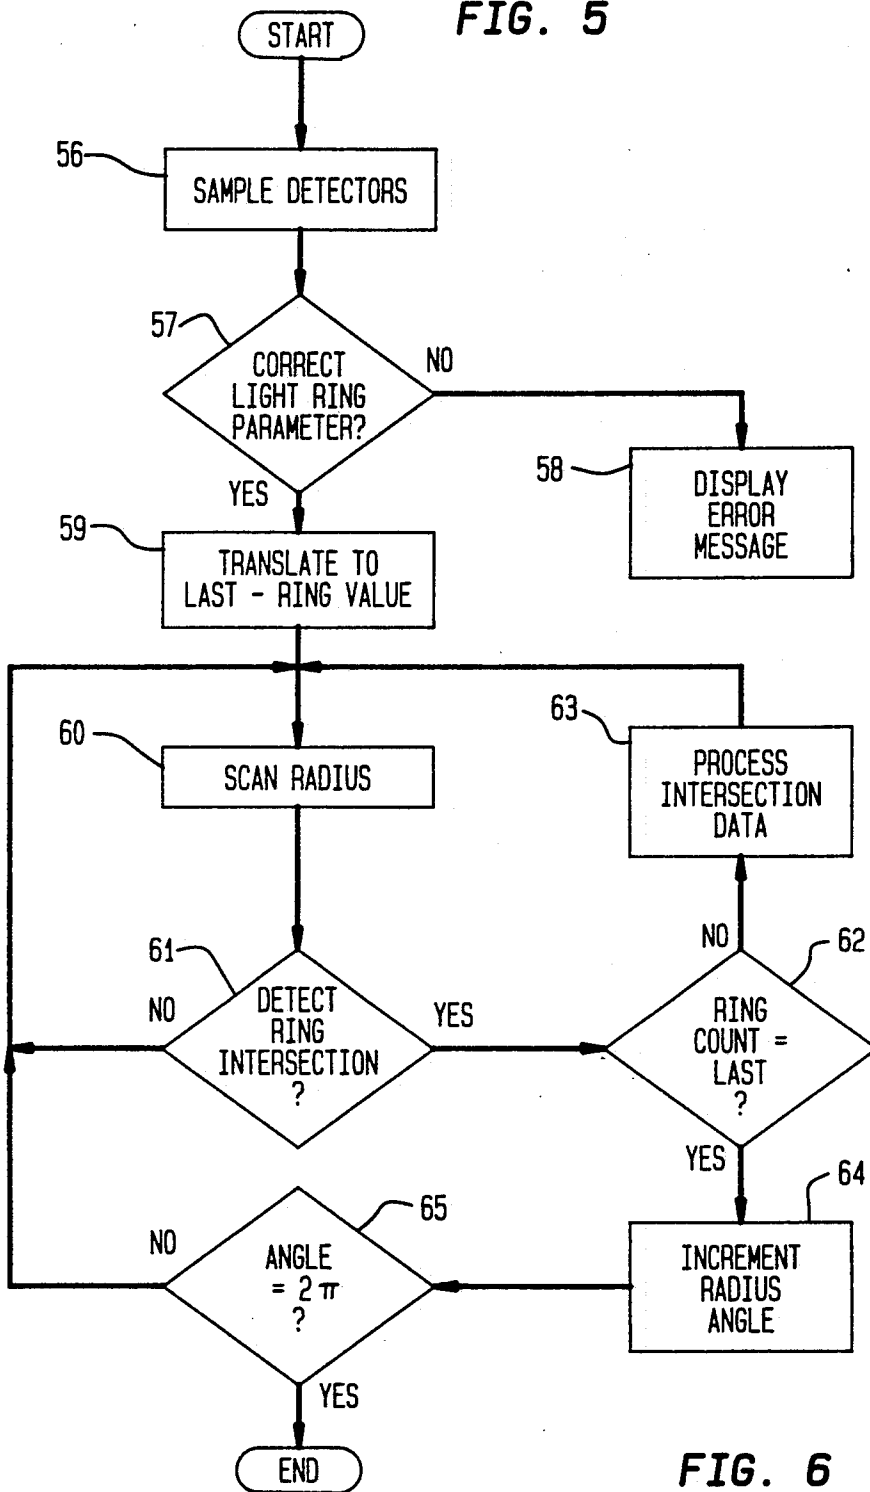 FIG. 5
START
56
SAMPLE DETECTORS
57
CORRECT
LIGHT RING
PARAMETER?
NO
YES
58
DISPLAY
ERROR
MESSAGE
59
TRANSLATE TO
LAST - RING VALUE
60
SCAN RADIUS
63
PROCESS
INTERSECTION
DATA
61
DETECT
RING
INTERSECTION
?
NO
YES
NO
62
RING
COUNT =
LAST
?
YES
64
INCREMENT
RADIUS
ANGLE
65
ANGLE
= 2 π
?
NO
YES
END
FIG. 6